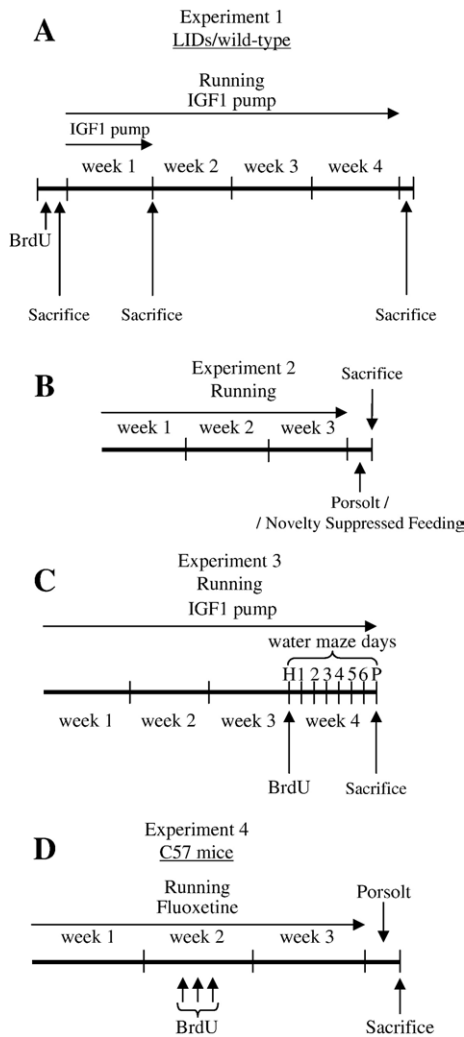 Experiment 1
A
LIDs/wild-type
Running
IGF1 pump
IGF1 pump
week 1 week 2 week 3 week 4
BrdU
Sacrifice Sacrifice Sacrifice
Experiment 2
Sacrifice
B
Running
week 1 week 2 week 3
Porsolt /
/ Novelty Suppressed Feeding
Experiment 3
C
Running
IGF1 pump
water maze days
H 1 2 3 4 5 6 P
week 1 week 2 week 3 week 4
BrdU Sacrifice
Experiment 4
D
C57 mice
Running
Porsolt
Fluoxetine
week 1 week 2 week 3
BrdU
Sacrifice